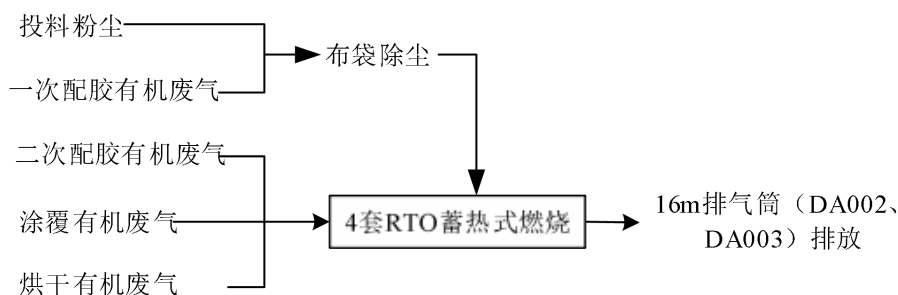 投料粉尘
布袋除尘
一次配胶有机废气
二次配胶有机废气
涂覆有机废气
4套RTO蓄热式燃烧
16m排气筒（DA002、
DA003）排放
烘干有机废气